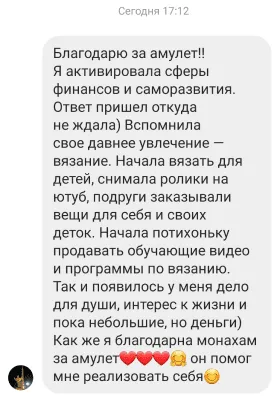 Сегодня 17:12
Благодарю за амулет!!
Я активировала сферы
финансов и саморазвития.
Ответ пришел откуда
не ждала) Вспомнила
свое давнее увлечение —
вязание. Начала вязать для
детей, снимала ролики на
ютуб, подруги заказывали
вещи для себя и своих
деток. Начала потихоньку
продавать обучающие видео
и программы по вязанию.
Так и появилось у меня дело
для души, интерес к жизни и
пока небольшие, но деньги)
Как же я благодарна монахам
за амулет❤️❤️❤️🤗 он помог
мне реализовать себя😊